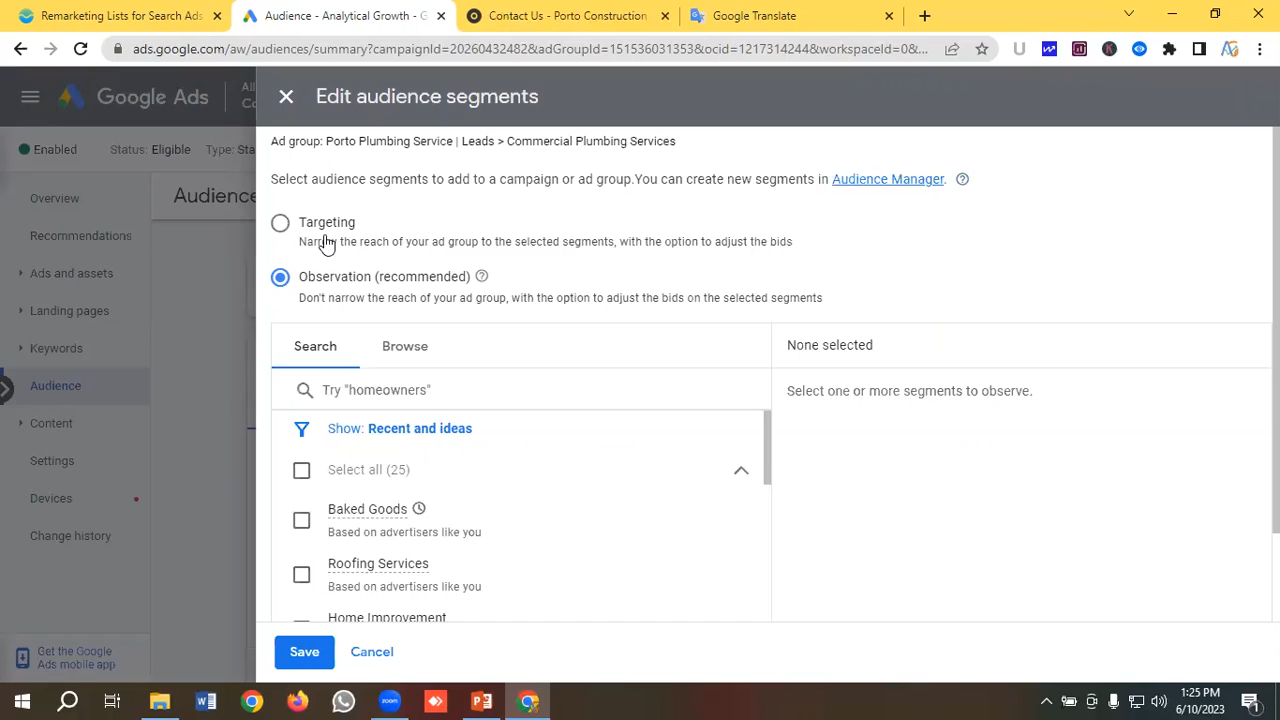 Remarketing Lists for Search Ads
Audience - Analytical Growth - G
Contact Us - Porto Construction
Google Translate
ads.google.com/aw/audiences/summary?campaignId=20260432482&adGroupId=151536031353&ocid=1217314244&workspaceId=0&...
Google Ads
All
Co
Edit audience segments
Enabled
Status: Eligible
Type: Sta
Ad group: Porto Plumbing Service | Leads > Commercial Plumbing Services
Overview
Recommendations
Ads and assets
Landing pages
Keywords
Audience
Content
Settings
Devices
Change history
Get the Google
Ads mobile app
Audience
Select audience segments to add to a campaign or ad group.You can create new segments in Audience Manager.
Targeting
Narrow the reach of your ad group to the selected segments, with the option to adjust the bids
Observation (recommended)
Don't narrow the reach of your ad group, with the option to adjust the bids on the selected segments
Search
Browse
None selected
Try "homeowners"
Select one or more segments to observe.
Show: Recent and ideas
Select all (25)
Baked Goods
Based on advertisers like you
Roofing Services
Based on advertisers like you
Home Improvement
Save
Cancel
zoom
1:25 PM
6/10/2023